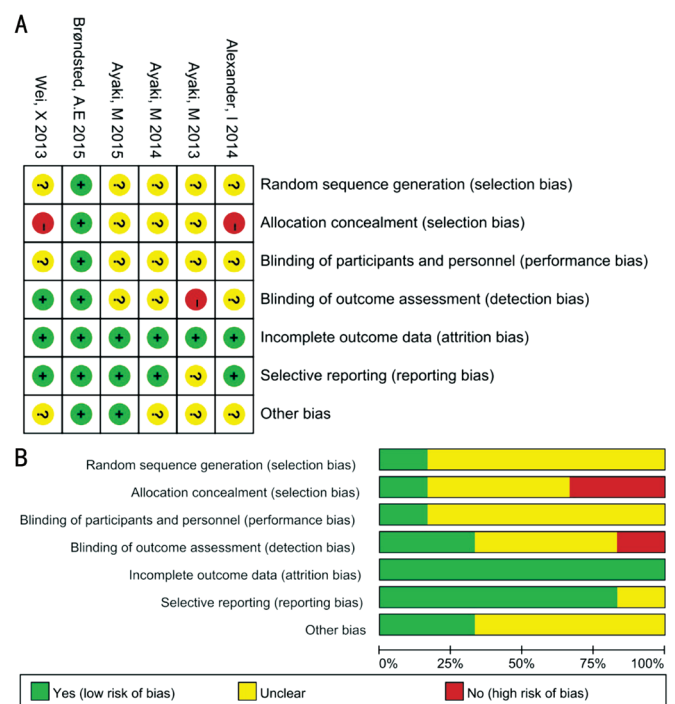 A
Wei, X 2013
Brøndsted, A.E 2015
Ayaki, M 2015
Ayaki, M 2014
Ayaki, M 2013
Alexander, I 2014
? + ? ? ? ? Random sequence generation (selection bias)
- + ? ? ? - Allocation concealment (selection bias)
? + ? ? ? ? Blinding of participants and personnel (performance bias)
+ + ? ? - ? Blinding of outcome assessment (detection bias)
+ + + + + + Incomplete outcome data (attrition bias)
+ + + + ? + Selective reporting (reporting bias)
? + + ? ? ? Other bias
B
Random sequence generation (selection bias)
Allocation concealment (selection bias)
Blinding of participants and personnel (performance bias)
Blinding of outcome assessment (detection bias)
Incomplete outcome data (attrition bias)
Selective reporting (reporting bias)
Other bias
0% 25% 50% 75% 100%
Yes (low risk of bias) Unclear No (high risk of bias)